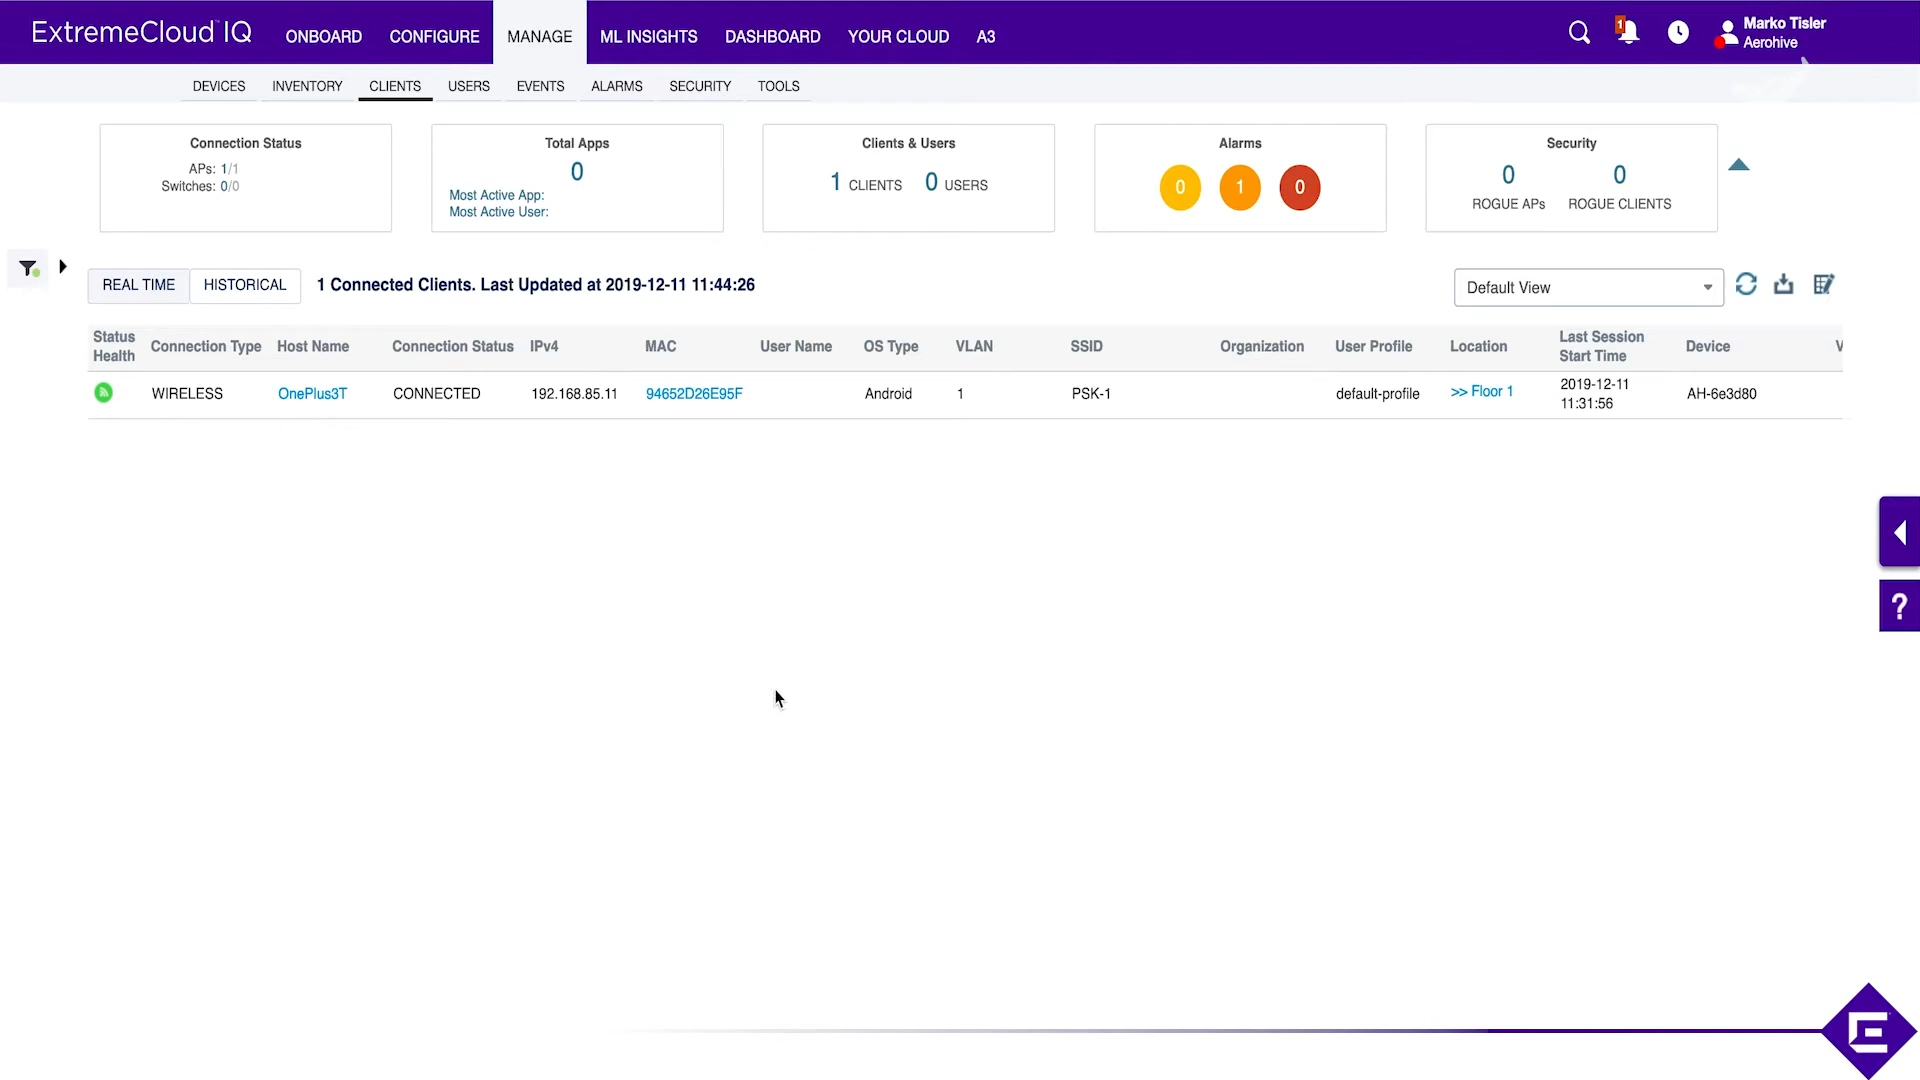 ExtremeCloud™ IQ
ONBOARD CONFIGURE MANAGE ML INSIGHTS DASHBOARD YOUR CLOUD A3
1
Marko Tisler
Aerohive
DEVICES INVENTORY CLIENTS USERS EVENTS ALARMS SECURITY TOOLS
Connection Status
APs: 1/1
Switches: 0/0
Total Apps
0
Most Active App:
Most Active User:
Clients & Users
1 CLIENTS 0 USERS
Alarms
0 1 0
Security
0 0
ROGUE APs ROGUE CLIENTS
REAL TIME HISTORICAL 1 Connected Clients. Last Updated at 2019-12-11 11:44:26
Default View
Status Health Connection Type Host Name Connection Status IPv4 MAC User Name OS Type VLAN SSID Organization User Profile Location Last Session Start Time Device V
WIRELESS OnePlus3T CONNECTED 192.168.85.11 94652D26E95F Android 1 PSK-1 default-profile >> Floor 1 2019-12-11 11:31:56 AH-6e3d80
?
E